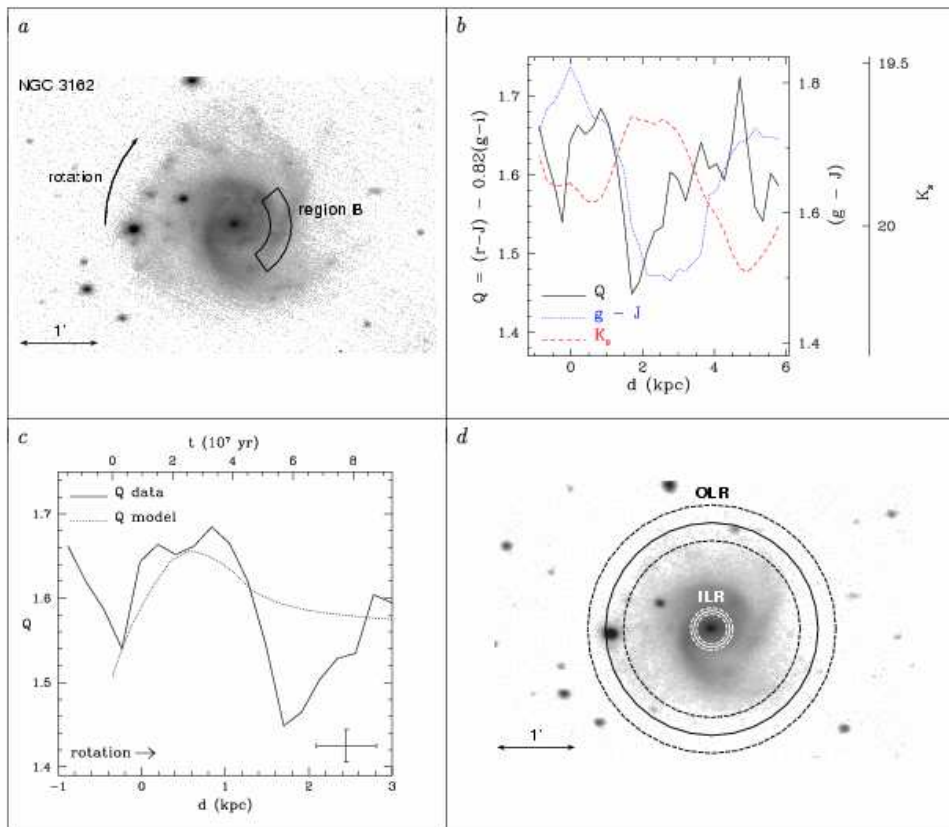 a
NGC 3162
rotation
region B
1'
b
Q = (r-J) - 0.82(g-i)
1.7
1.6
1.5
1.4
Q
g - J
Ks
0
2
4
6
d (kpc)
1.8
1.6
1.4
(g - J)
19.5
20
Ks
c
t (10⁷ yr)
0
2
4
6
8
Q data
Q model
1.7
1.6
1.5
1.4
Q
rotation →
-1
0
1
2
3
d (kpc)
d
OLR
ILR
1'